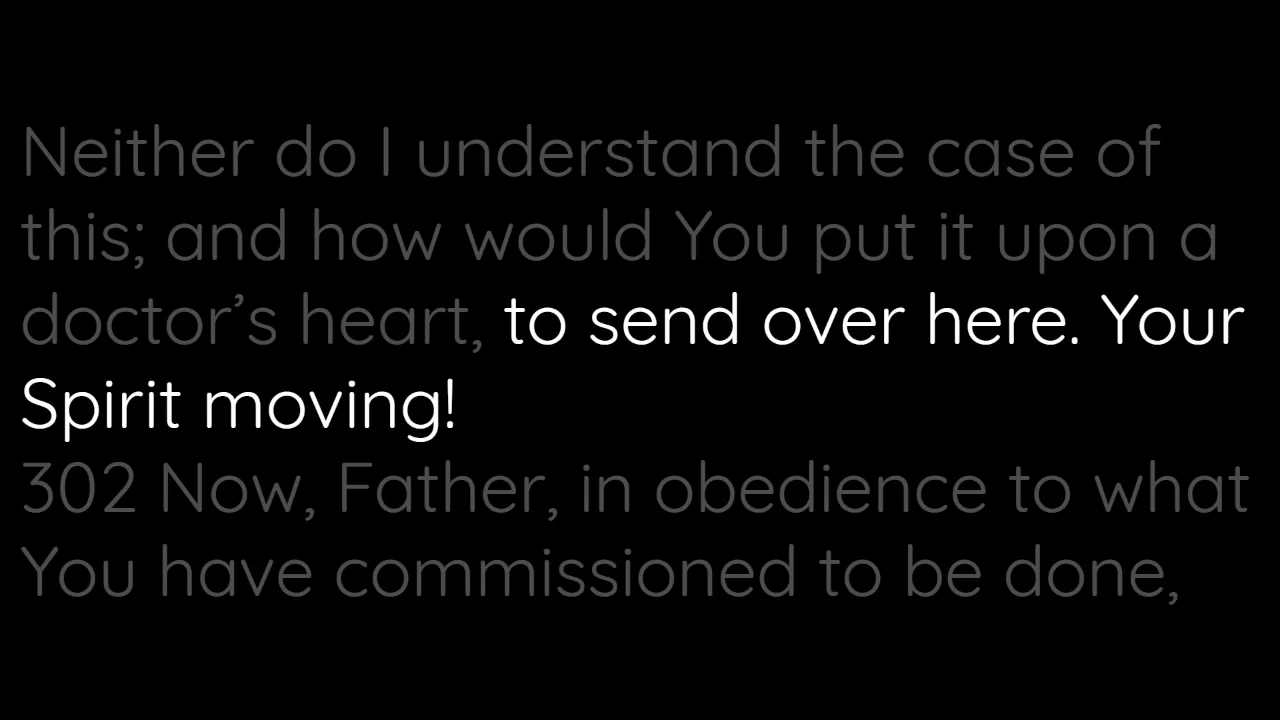 Neither do I understand the case of
this; and how would You put it upon a
doctor’s heart, to send over here. Your
Spirit moving!
302 Now, Father, in obedience to what
You have commissioned to be done,